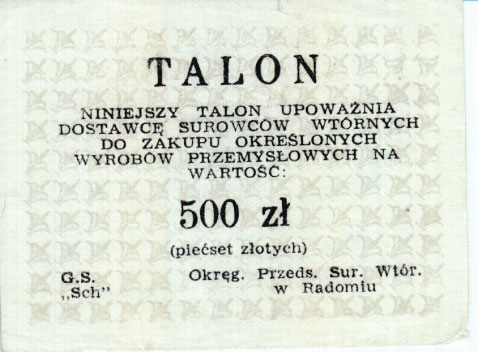 TALON
NINIEJSZY TALON UPOWAŻNIA
DOSTAWCĘ SUROWCÓW WTÓRNYCH
DO ZAKUPU OKREŚLONYCH
WYROBÓW PRZEMYSŁOWYCH NA
WARTOŚĆ:
500 zł
(piećset złotych)
G.S. Okręg. Przeds. Sur. Wtór.
„Sch" w Radomiu